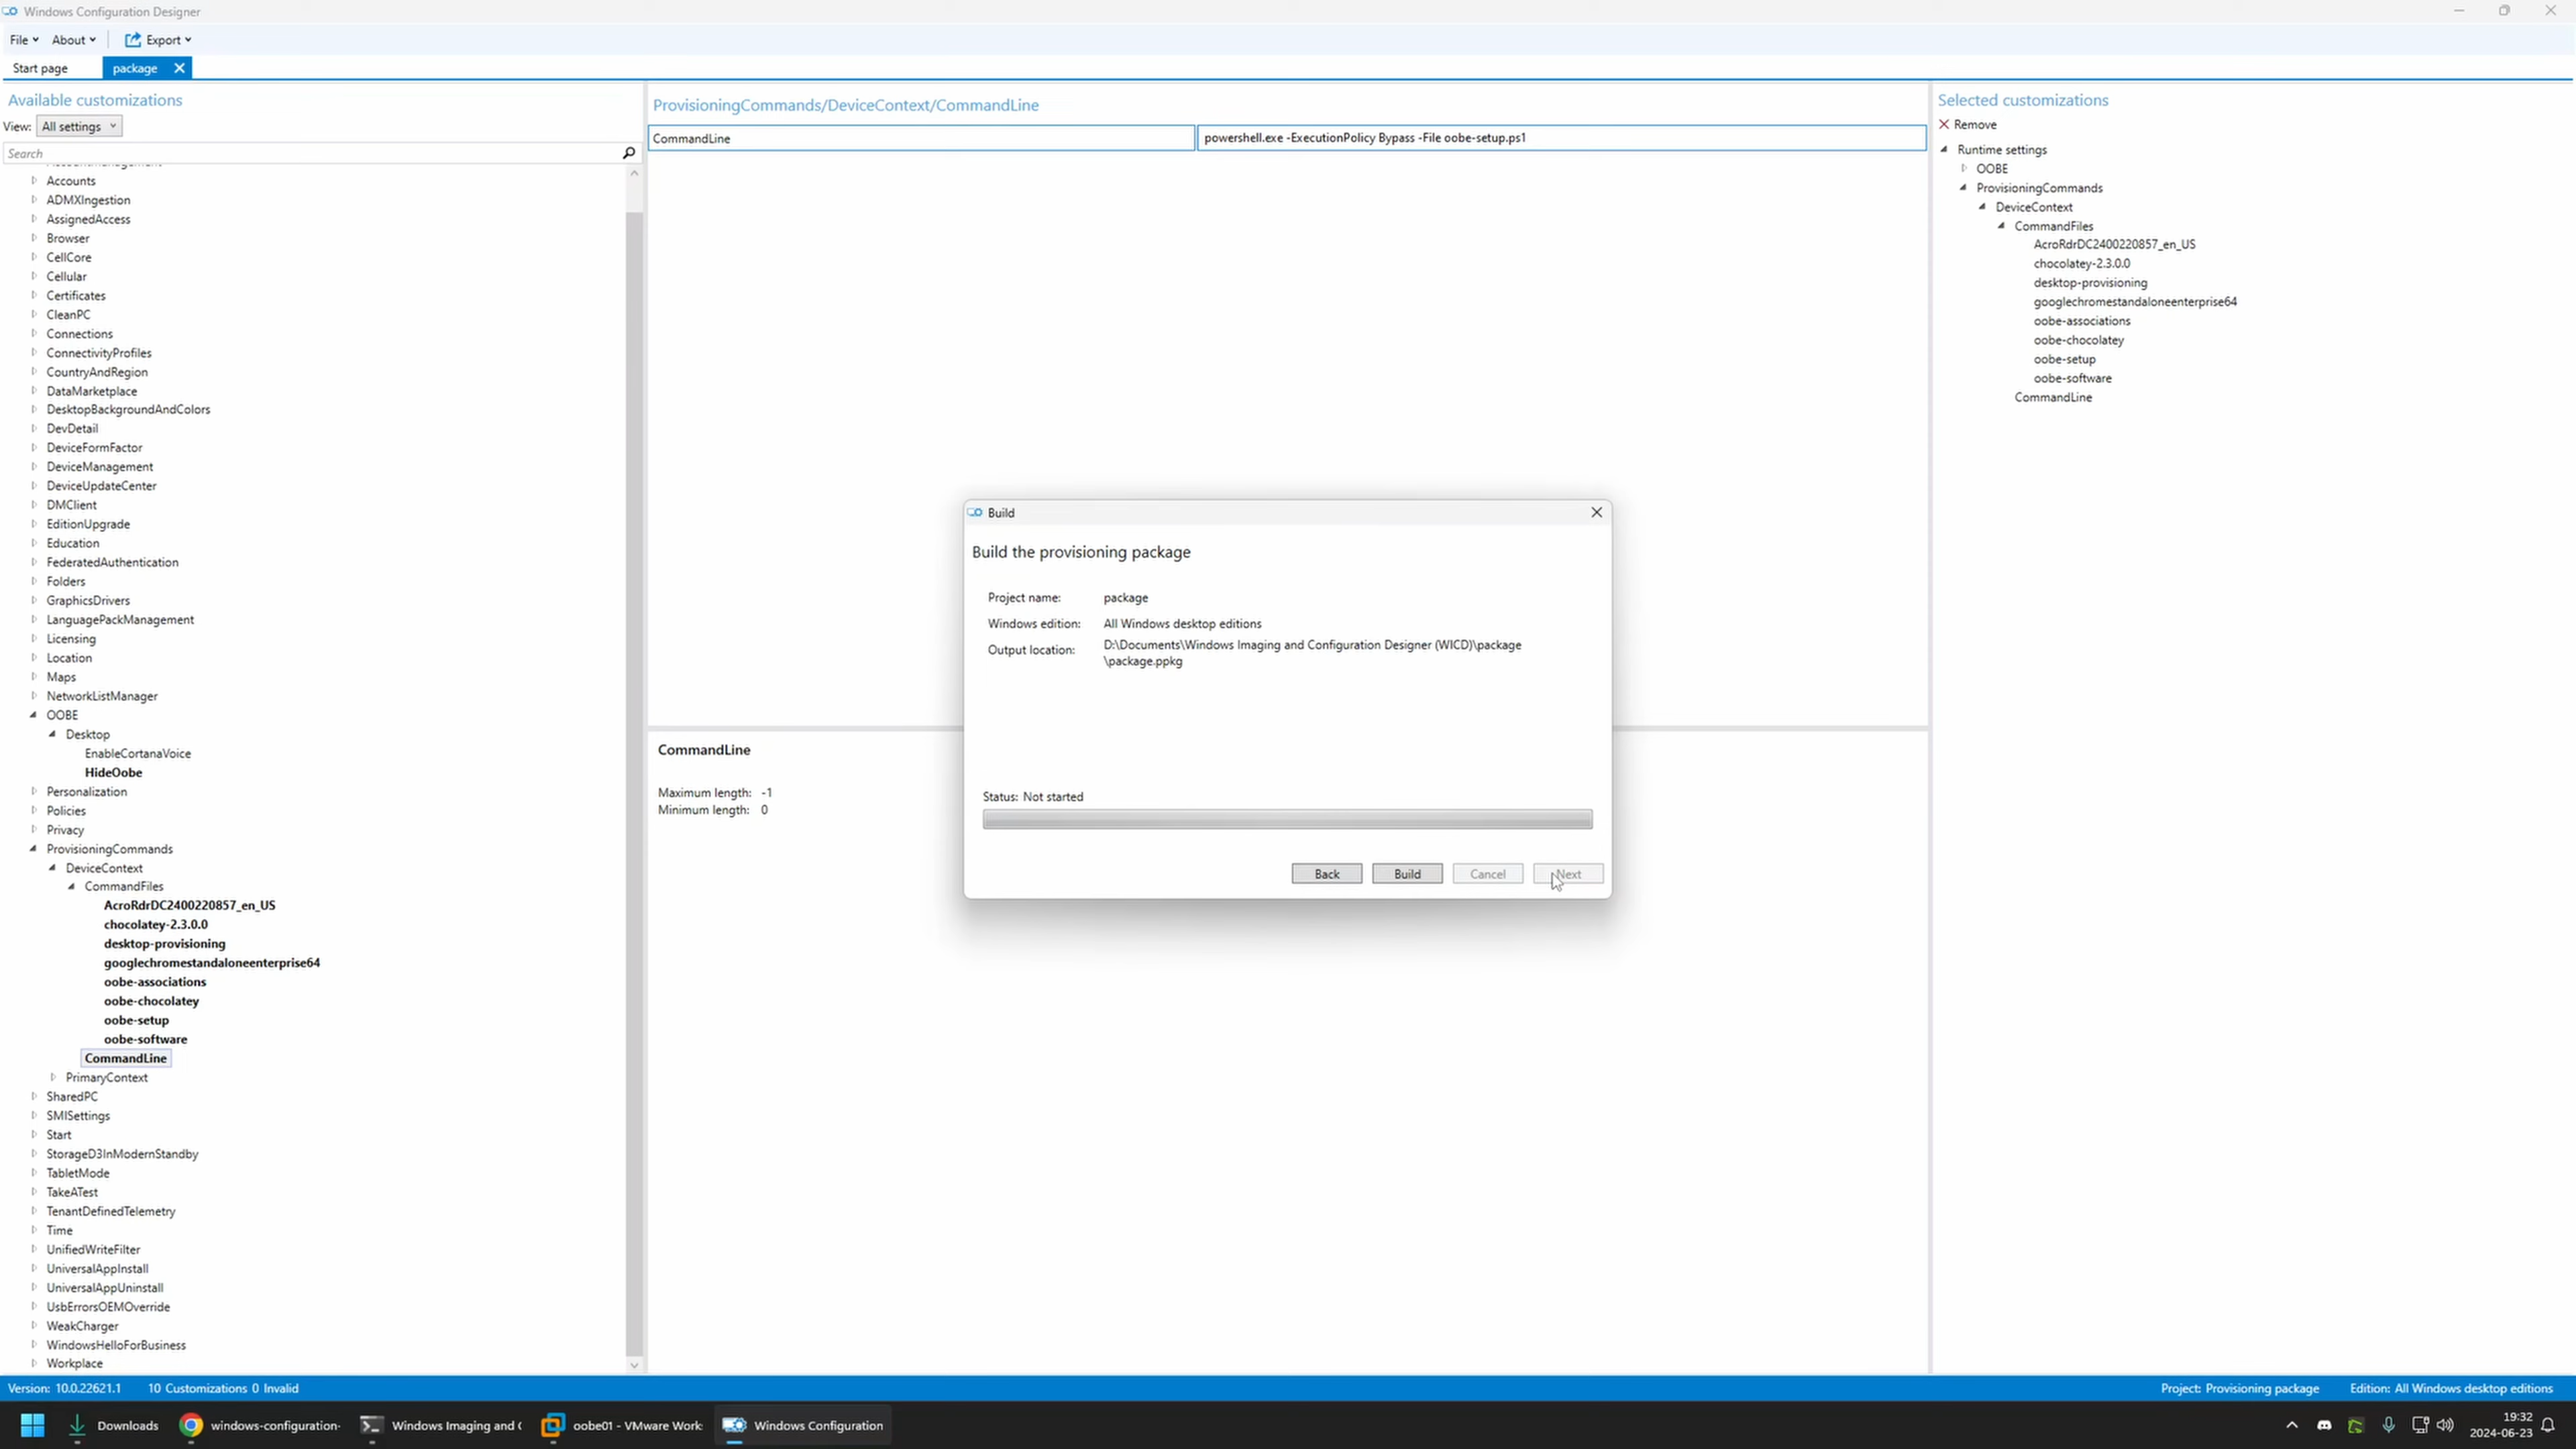 Windows Configuration Designer
File
About
Export
Start page
package
Available customizations
View: All settings
Search
Accounts
ADMXIngestion
AssignedAccess
Browser
CellCore
Cellular
Certificates
CleanPC
Connections
ConnectivityProfiles
CountryAndRegion
DataMarketplace
DesktopBackgroundAndColors
DevDetail
DeviceFormFactor
DeviceManagement
DeviceUpdateCenter
DMClient
EditionUpgrade
Education
FederatedAuthentication
Folders
GraphicsDrivers
LanguagePackManagement
Licensing
Location
Maps
NetworkListManager
OOBE
Desktop
EnableCortanaVoice
HideOobe
Personalization
Policies
Privacy
ProvisioningCommands
DeviceContext
CommandFiles
AcroRdrDC2400220857_en_US
chocolatey-2.3.0.0
desktop-provisioning
googlechromestandaloneenterprise64
oobe-associations
oobe-chocolatey
oobe-setup
oobe-software
CommandLine
PrimaryContext
SharedPC
SMISettings
Start
StorageD3InModernStandby
TabletMode
TakeATest
TenantDefinedTelemetry
Time
UnifiedWriteFilter
UniversalAppInstall
UniversalAppUninstall
UsbErrorsOEMOverride
WeakCharger
WindowsHelloForBusiness
Workplace
ProvisioningCommands/DeviceContext/CommandLine
CommandLine
powershell.exe -ExecutionPolicy Bypass -File oobe-setup.ps1
CommandLine
Maximum length: -1
Minimum length: 0
Build
Build the provisioning package
Project name: package
Windows edition: All Windows desktop editions
Output location: D:\Documents\Windows Imaging and Configuration Designer (WICD)\package
\package.ppkg
Status: Not started
Back
Build
Cancel
Next
Selected customizations
Remove
Runtime settings
OOBE
ProvisioningCommands
DeviceContext
CommandFiles
AcroRdrDC2400220857_en_US
chocolatey-2.3.0.0
desktop-provisioning
googlechromestandaloneenterprise64
oobe-associations
oobe-chocolatey
oobe-setup
oobe-software
CommandLine
Version: 10.0.22621.1
10 Customizations 0 Invalid
Project: Provisioning package
Edition: All Windows desktop editions
Downloads
windows-configuration-
Windows Imaging and C
oobe01 - VMware Work
Windows Configuration
19:32
2024-06-23